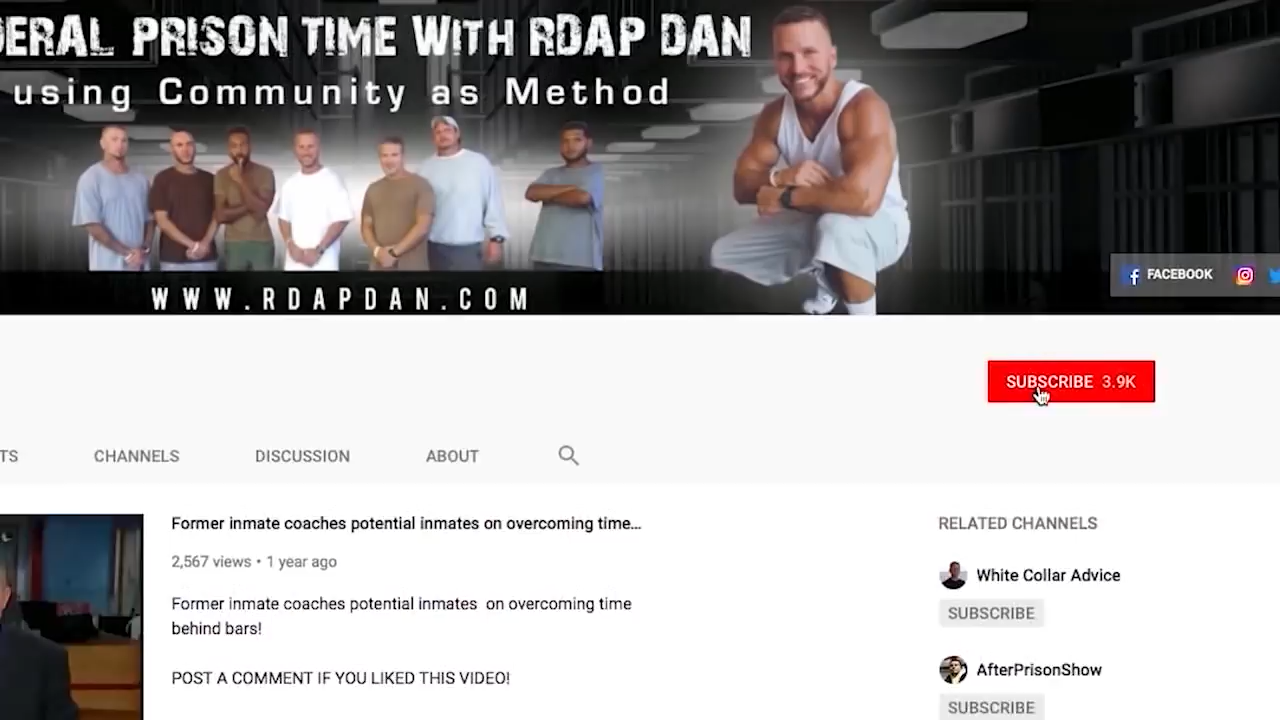 ERAL PRISON TIME WITH RDAP DAN
using Community as Method
WWW.RDAPDAN.COM
FACEBOOK
SUBSCRIBE 3.9K
TS
CHANNELS
DISCUSSION
ABOUT
Former inmate coaches potential inmates on overcoming time...
2,567 views • 1 year ago
Former inmate coaches potential inmates on overcoming time
behind bars!
POST A COMMENT IF YOU LIKED THIS VIDEO!
RELATED CHANNELS
White Collar Advice
SUBSCRIBE
AfterPrisonShow
SUBSCRIBE